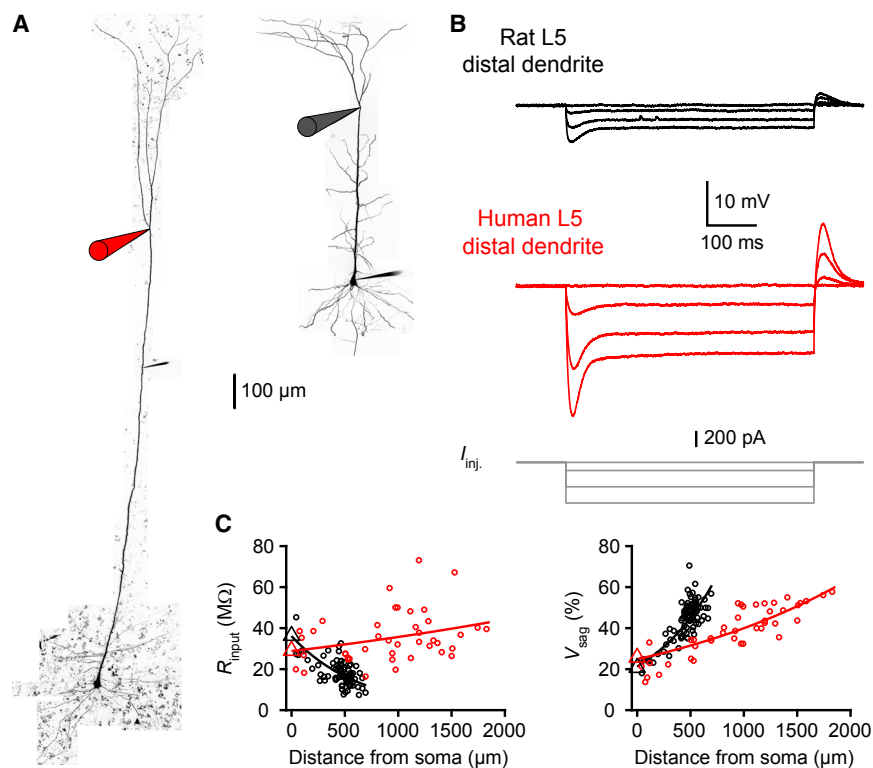 A
B
Rat L5
distal dendrite
10 mV
100 ms
Human L5
distal dendrite
100 µm
200 pA
Iinj.
C
Rinput (MΩ)
80
60
40
20
0
0 500 1000 1500 2000
Distance from soma (µm)
Vsag (%)
80
60
40
20
0
0 500 1000 1500 2000
Distance from soma (µm)